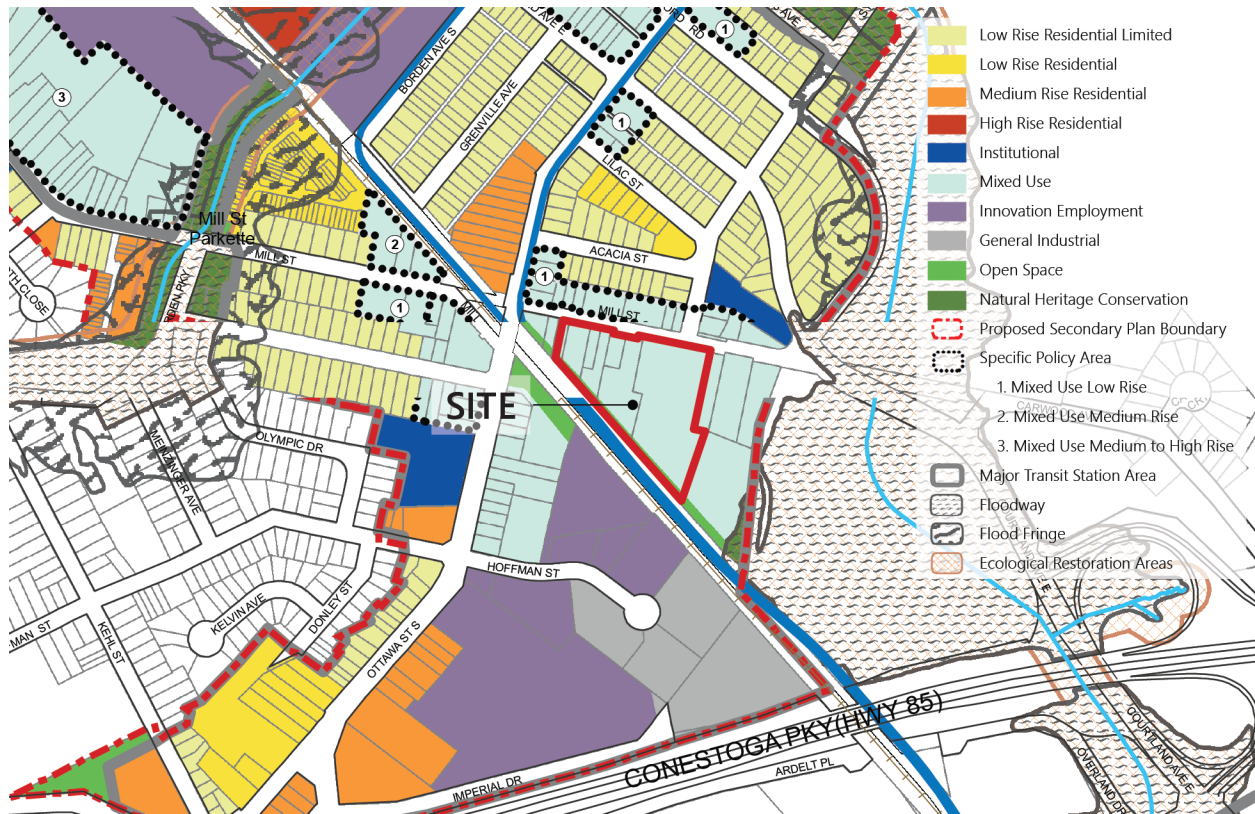 BORDEN AVE S
GRENVILLE AVE
AVE E
RD
AVE
1
3
1
LILAC ST
Mill St
Parkette
MILL ST
2
ACACIA ST
1
1
MILL ST
SITE
OLYMPIC DR
MEINZINGER AVE
HOFFMAN ST
KELVIN AVE
DONLEY ST
KEHL ST
OTTAWA ST S
IMPERIAL DR
CONESTOGA PKY(HWY 85)
ARDELT PL
COURTLAND AVE
OVERLAND DR
Low Rise Residential Limited
Low Rise Residential
Medium Rise Residential
High Rise Residential
Institutional
Mixed Use
Innovation Employment
General Industrial
Open Space
Natural Heritage Conservation
Proposed Secondary Plan Boundary
Specific Policy Area
1. Mixed Use Low Rise
2. Mixed Use Medium Rise
3. Mixed Use Medium to High Rise
Major Transit Station Area
Floodway
Flood Fringe
Ecological Restoration Areas